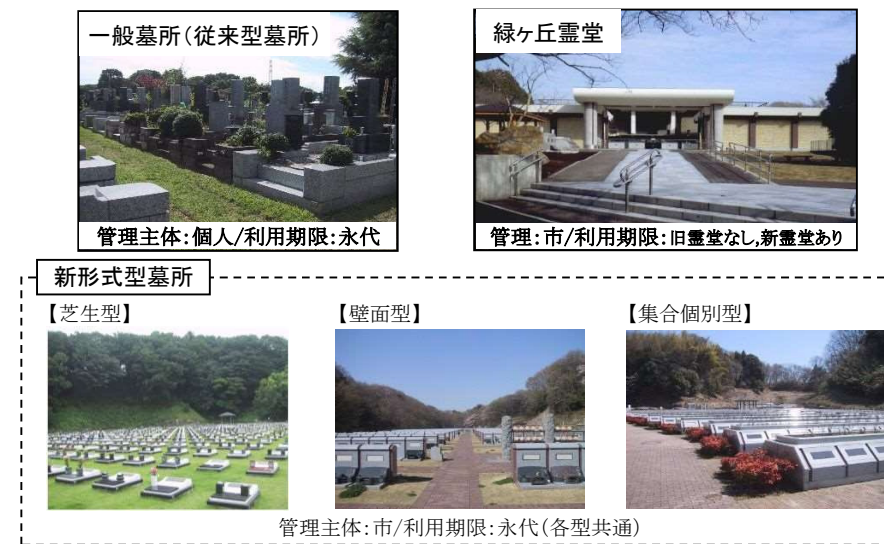 一般墓所(従来型墓所)
管理主体:個人/利用期限:永代
緑ヶ丘霊堂
管理:市/利用期限:旧霊堂なし,新霊堂あり
新形式型墓所
【芝生型】
【壁面型】
【集合個別型】
管理主体:市/利用期限:永代(各型共通)